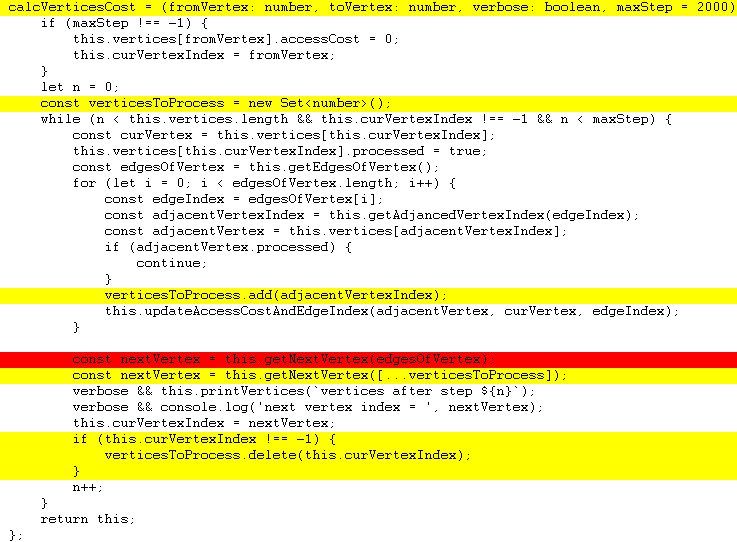 calcVerticesCost = (fromVertex: number, toVertex: number, verbose: boolean, maxStep = 2000)
if (maxStep !== −1) {
this.vertices[fromVertex].accessCost = 0;
this.curVertexIndex = fromVertex;
}
let n = 0;
const verticesToProcess = new Set<number>();
while (n < this.vertices.length && this.curVertexIndex !== −1 && n < maxStep) {
const curVertex = this.vertices[this.curVertexIndex];
this.vertices[this.curVertexIndex].processed = true;
const edgesOfVertex = this.getEdgesOfVertex();
for (let i = 0; i < edgesOfVertex.length; i++) {
const edgeIndex = edgesOfVertex[i];
const adjacentVertexIndex = this.getAdjancedVertexIndex(edgeIndex);
const adjacentVertex = this.vertices[adjacentVertexIndex];
if (adjacentVertex.processed) {
continue;
}
verticesToProcess.add(adjacentVertexIndex);
this.updateAccessCostAndEdgeIndex(adjacentVertex, curVertex, edgeIndex);
}
const nextVertex = this.getNextVertex(edgesOfVertex);
const nextVertex = this.getNextVertex([...verticesToProcess]);
verbose && this.printVertices(`vertices after step ${n}`);
verbose && console.log('next vertex index = ', nextVertex);
this.curVertexIndex = nextVertex;
if (this.curVertexIndex !== −1) {
verticesToProcess.delete(this.curVertexIndex);
}
n++;
}
return this;
};